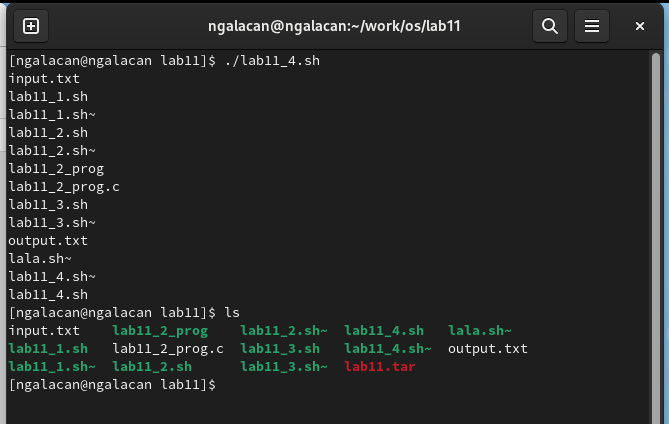 ngalacan@ngalacan:~/work/os/lab11
[ngalacan@ngalacan lab11]$ ./lab11_4.sh
input.txt
lab11_1.sh
lab11_1.sh~
lab11_2.sh
lab11_2.sh~
lab11_2_prog
lab11_2_prog.c
lab11_3.sh
lab11_3.sh~
output.txt
lala.sh~
lab11_4.sh~
lab11_4.sh
[ngalacan@ngalacan lab11]$ ls
input.txt lab11_2_prog lab11_2.sh~ lab11_4.sh lala.sh~
lab11_1.sh lab11_2_prog.c lab11_3.sh lab11_4.sh~ output.txt
lab11_1.sh~ lab11_2.sh lab11_3.sh~ lab11.tar
[ngalacan@ngalacan lab11]$